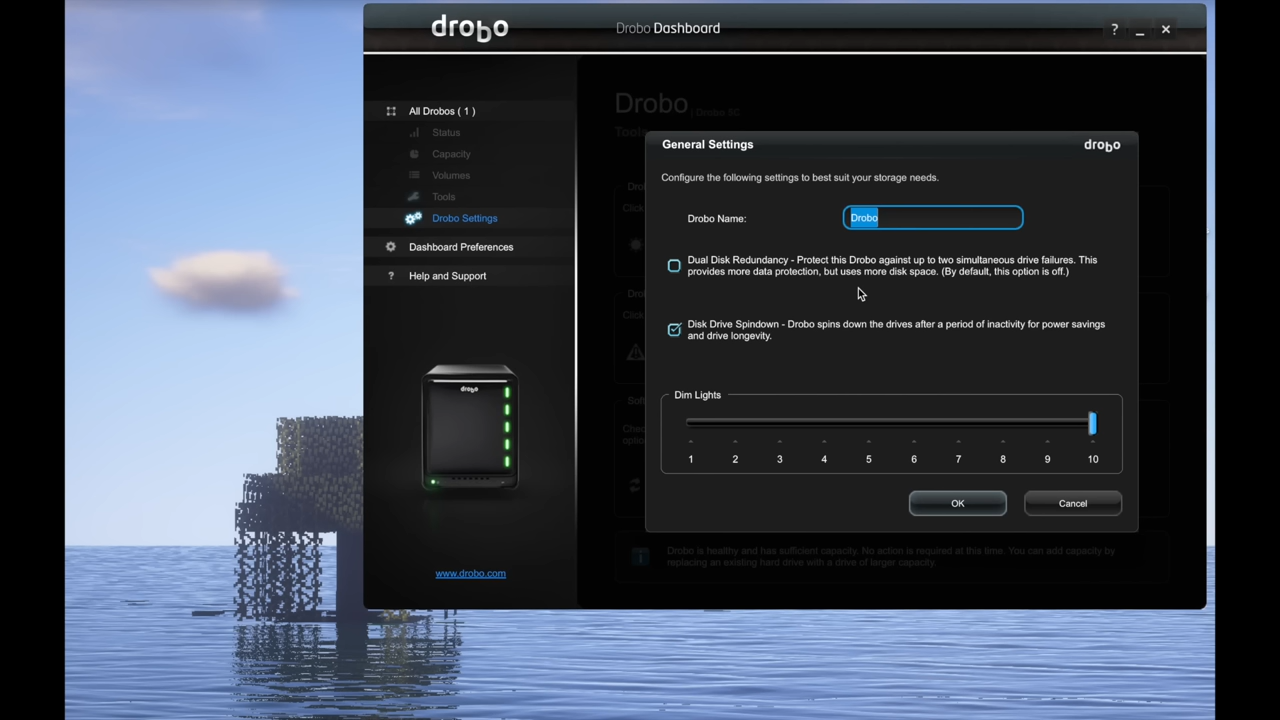 drobo
Drobo Dashboard
?
All Drobos ( 1 )
Status
Capacity
Volumes
Tools
Drobo Settings
Dashboard Preferences
? Help and Support
drobo
www.drobo.com
Drobo
Tools
General Settings
drobo
Configure the following settings to best suit your storage needs.
Drobo Name: Drobo
Dual Disk Redundancy - Protect this Drobo against up to two simultaneous drive failures. This
provides more data protection, but uses more disk space. (By default, this option is off.)
Disk Drive Spindown - Drobo spins down the drives after a period of inactivity for power savings
and drive longevity.
Dim Lights
1 2 3 4 5 6 7 8 9 10
OK Cancel
Drobo is healthy and has sufficient capacity. No action is required at this time. You can add capacity by
replacing an existing hard drive with a drive of larger capacity.